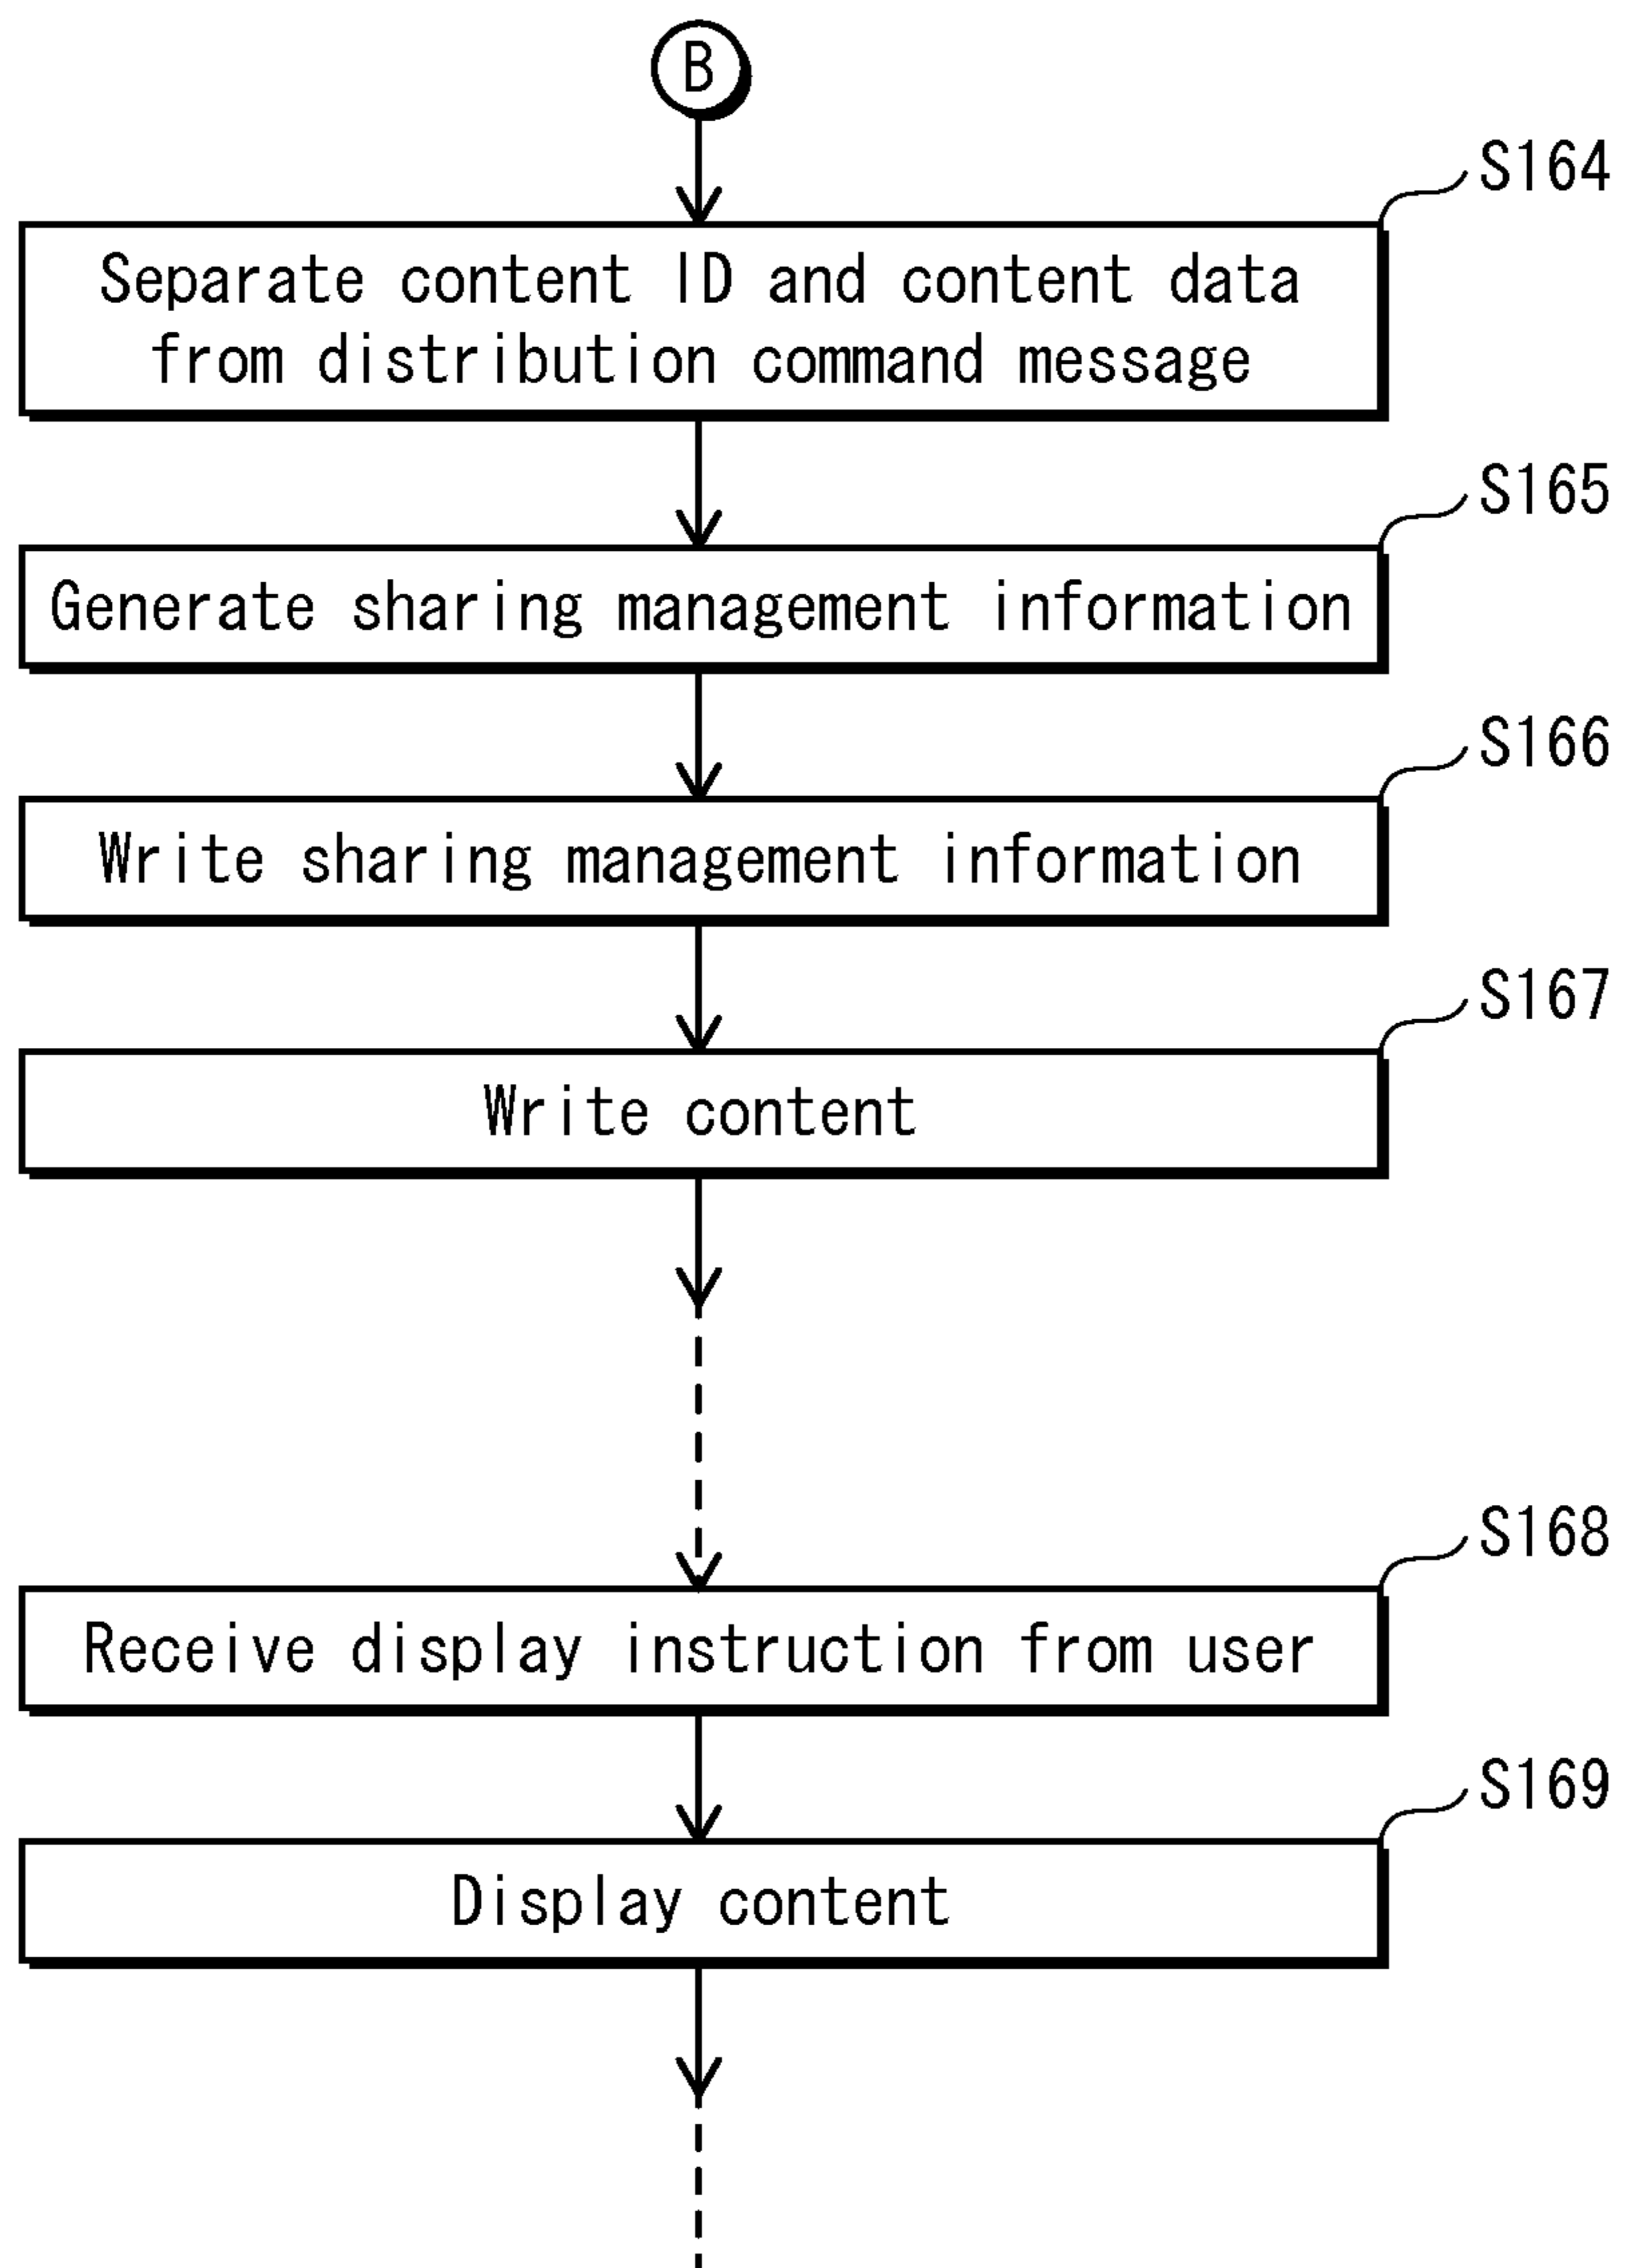 B
S164
Separate content ID and content data
from distribution command message
S165
Generate sharing management information
S166
Write sharing management information
S167
Write content
S168
Receive display instruction from user
S169
Display content